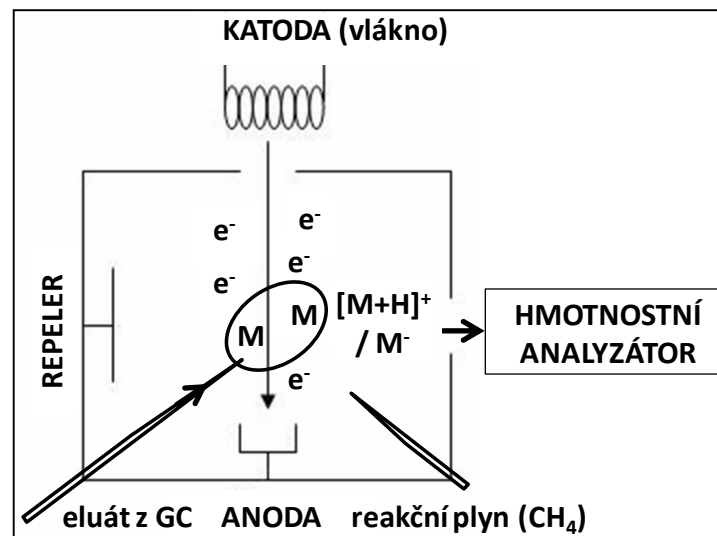 KATODA (vlákno)
e⁻
e⁻
e⁻
e⁻
REPELER
M
M
[M+H]⁺
/ M⁻
e⁻
HMOTNOSTNÍ
ANALYZÁTOR
eluát z GC
ANODA
reakční plyn (CH₄)